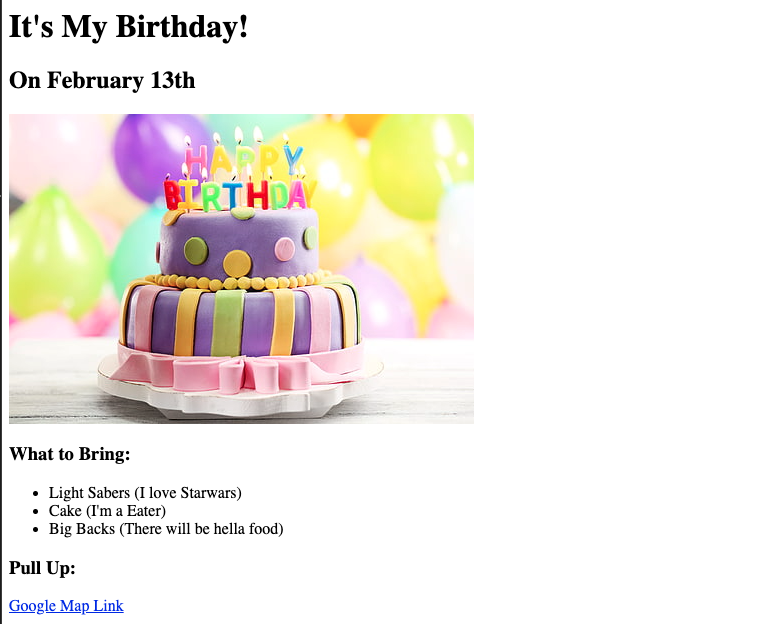 It's My Birthday!
On February 13th
HAPPY
BIRTHDAY
What to Bring:
Light Sabers (I love Starwars)
Cake (I'm a Eater)
Big Backs (There will be hella food)
Pull Up:
Google Map Link